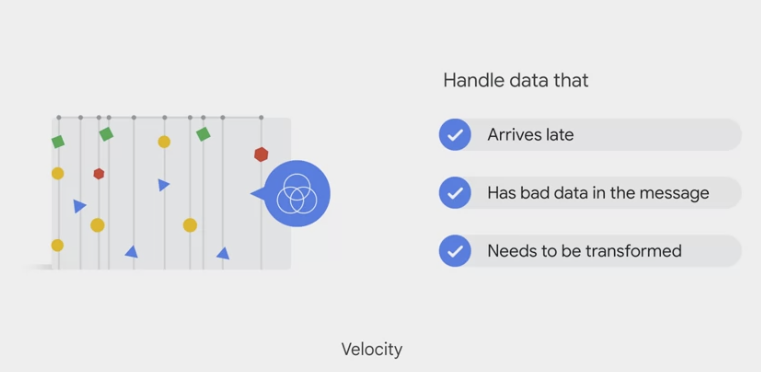 Handle data that
Arrives late
Has bad data in the message
Needs to be transformed
Velocity